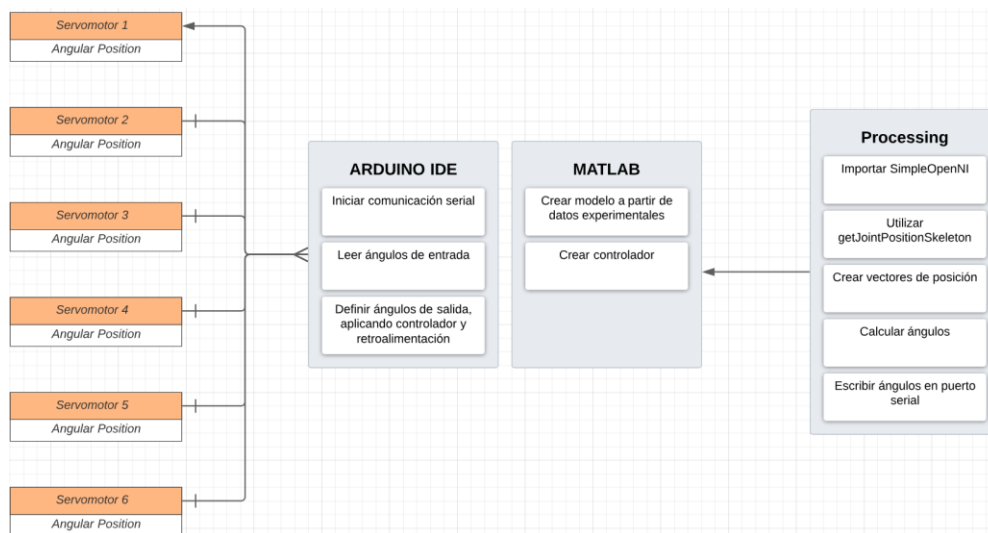 Servomotor 1
Angular Position
Servomotor 2
Angular Position
Servomotor 3
Angular Position
Servomotor 4
Angular Position
Servomotor 5
Angular Position
Servomotor 6
Angular Position
ARDUINO IDE
Iniciar comunicación serial
Leer ángulos de entrada
Definir ángulos de salida,
aplicando controlador y
retroalimentación
MATLAB
Crear modelo a partir de
datos experimentales
Crear controlador
Processing
Importar SimpleOpenNI
Utilizar
getJointPositionSkeleton
Crear vectores de posición
Calcular ángulos
Escribir ángulos en puerto
serial